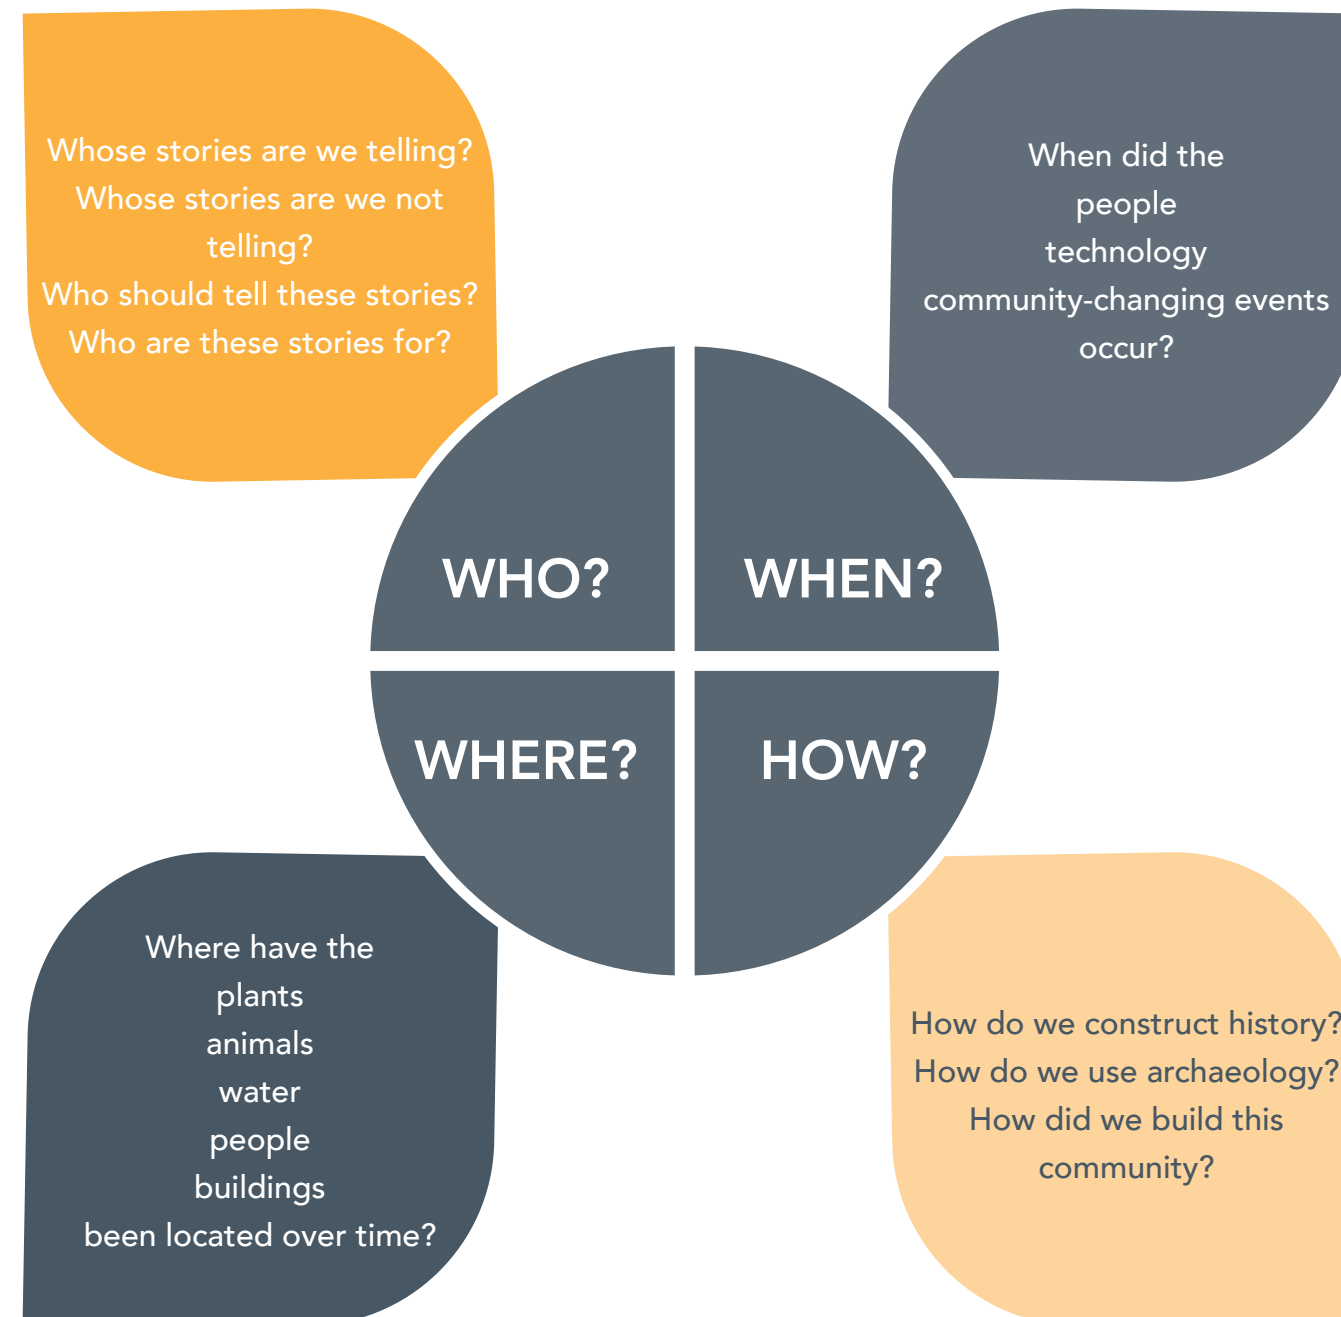 Whose stories are we telling?
Whose stories are we not
telling?
Who should tell these stories?
Who are these stories for?
When did the
people
technology
community-changing events
occur?
WHO?
WHEN?
WHERE?
HOW?
Where have the
plants
animals
water
people
buildings
been located over time?
How do we construct history?
How do we use archaeology?
How did we build this
community?